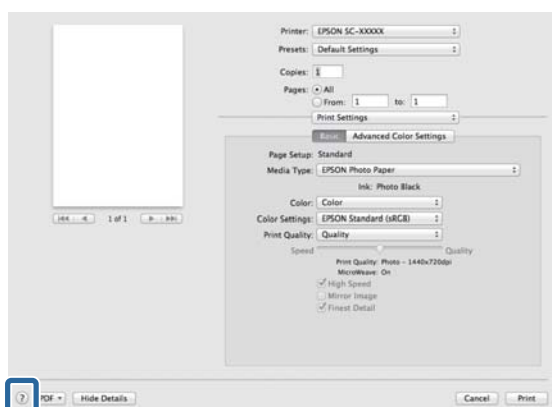 Printer: EPSON SC-XXXXX
Presets: Default Settings
Copies: 1
Pages: All
From: 1 to: 1
Print Settings
Basic Advanced Color Settings
Page Setup: Standard
Media Type: EPSON Photo Paper
Ink: Photo Black
Color: Color
1 of 1
Color Settings: EPSON Standard (sRGB)
Print Quality: Quality
Speed Quality
Print Quality: Photo - 1440x720dpi
MicroWeave: On
High Speed
Mirror Image
Finest Detail
? PDF Hide Details Cancel Print